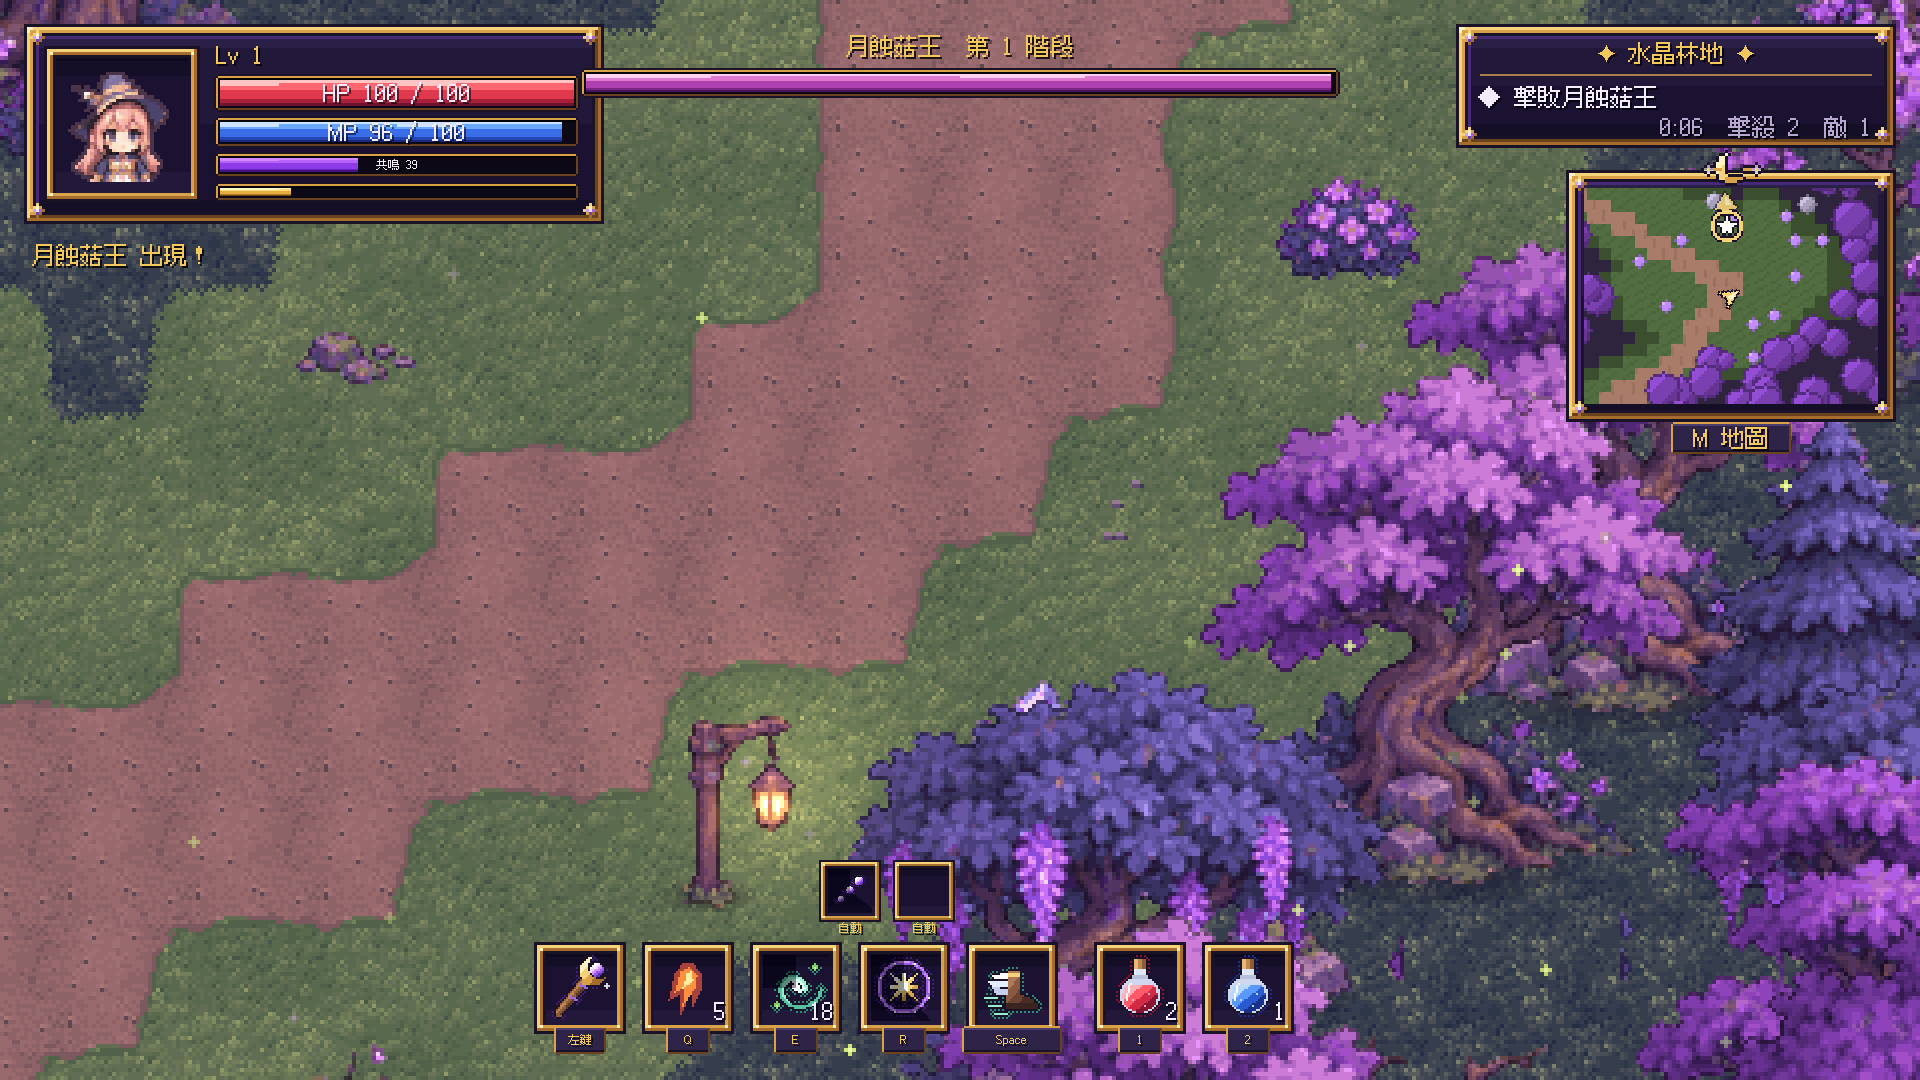 Lv 1
HP 100 / 100
MP 96 / 100
共鳴 39
月蝕菇王 出現！
月蝕菇王 第 1 階段
✦ 水晶林地 ✦
擊敗月蝕菇王
0:06 擊殺 2 敵 1
M 地圖
自動 自動
5 18 2 1
左鍵 Q E R Space 1 2